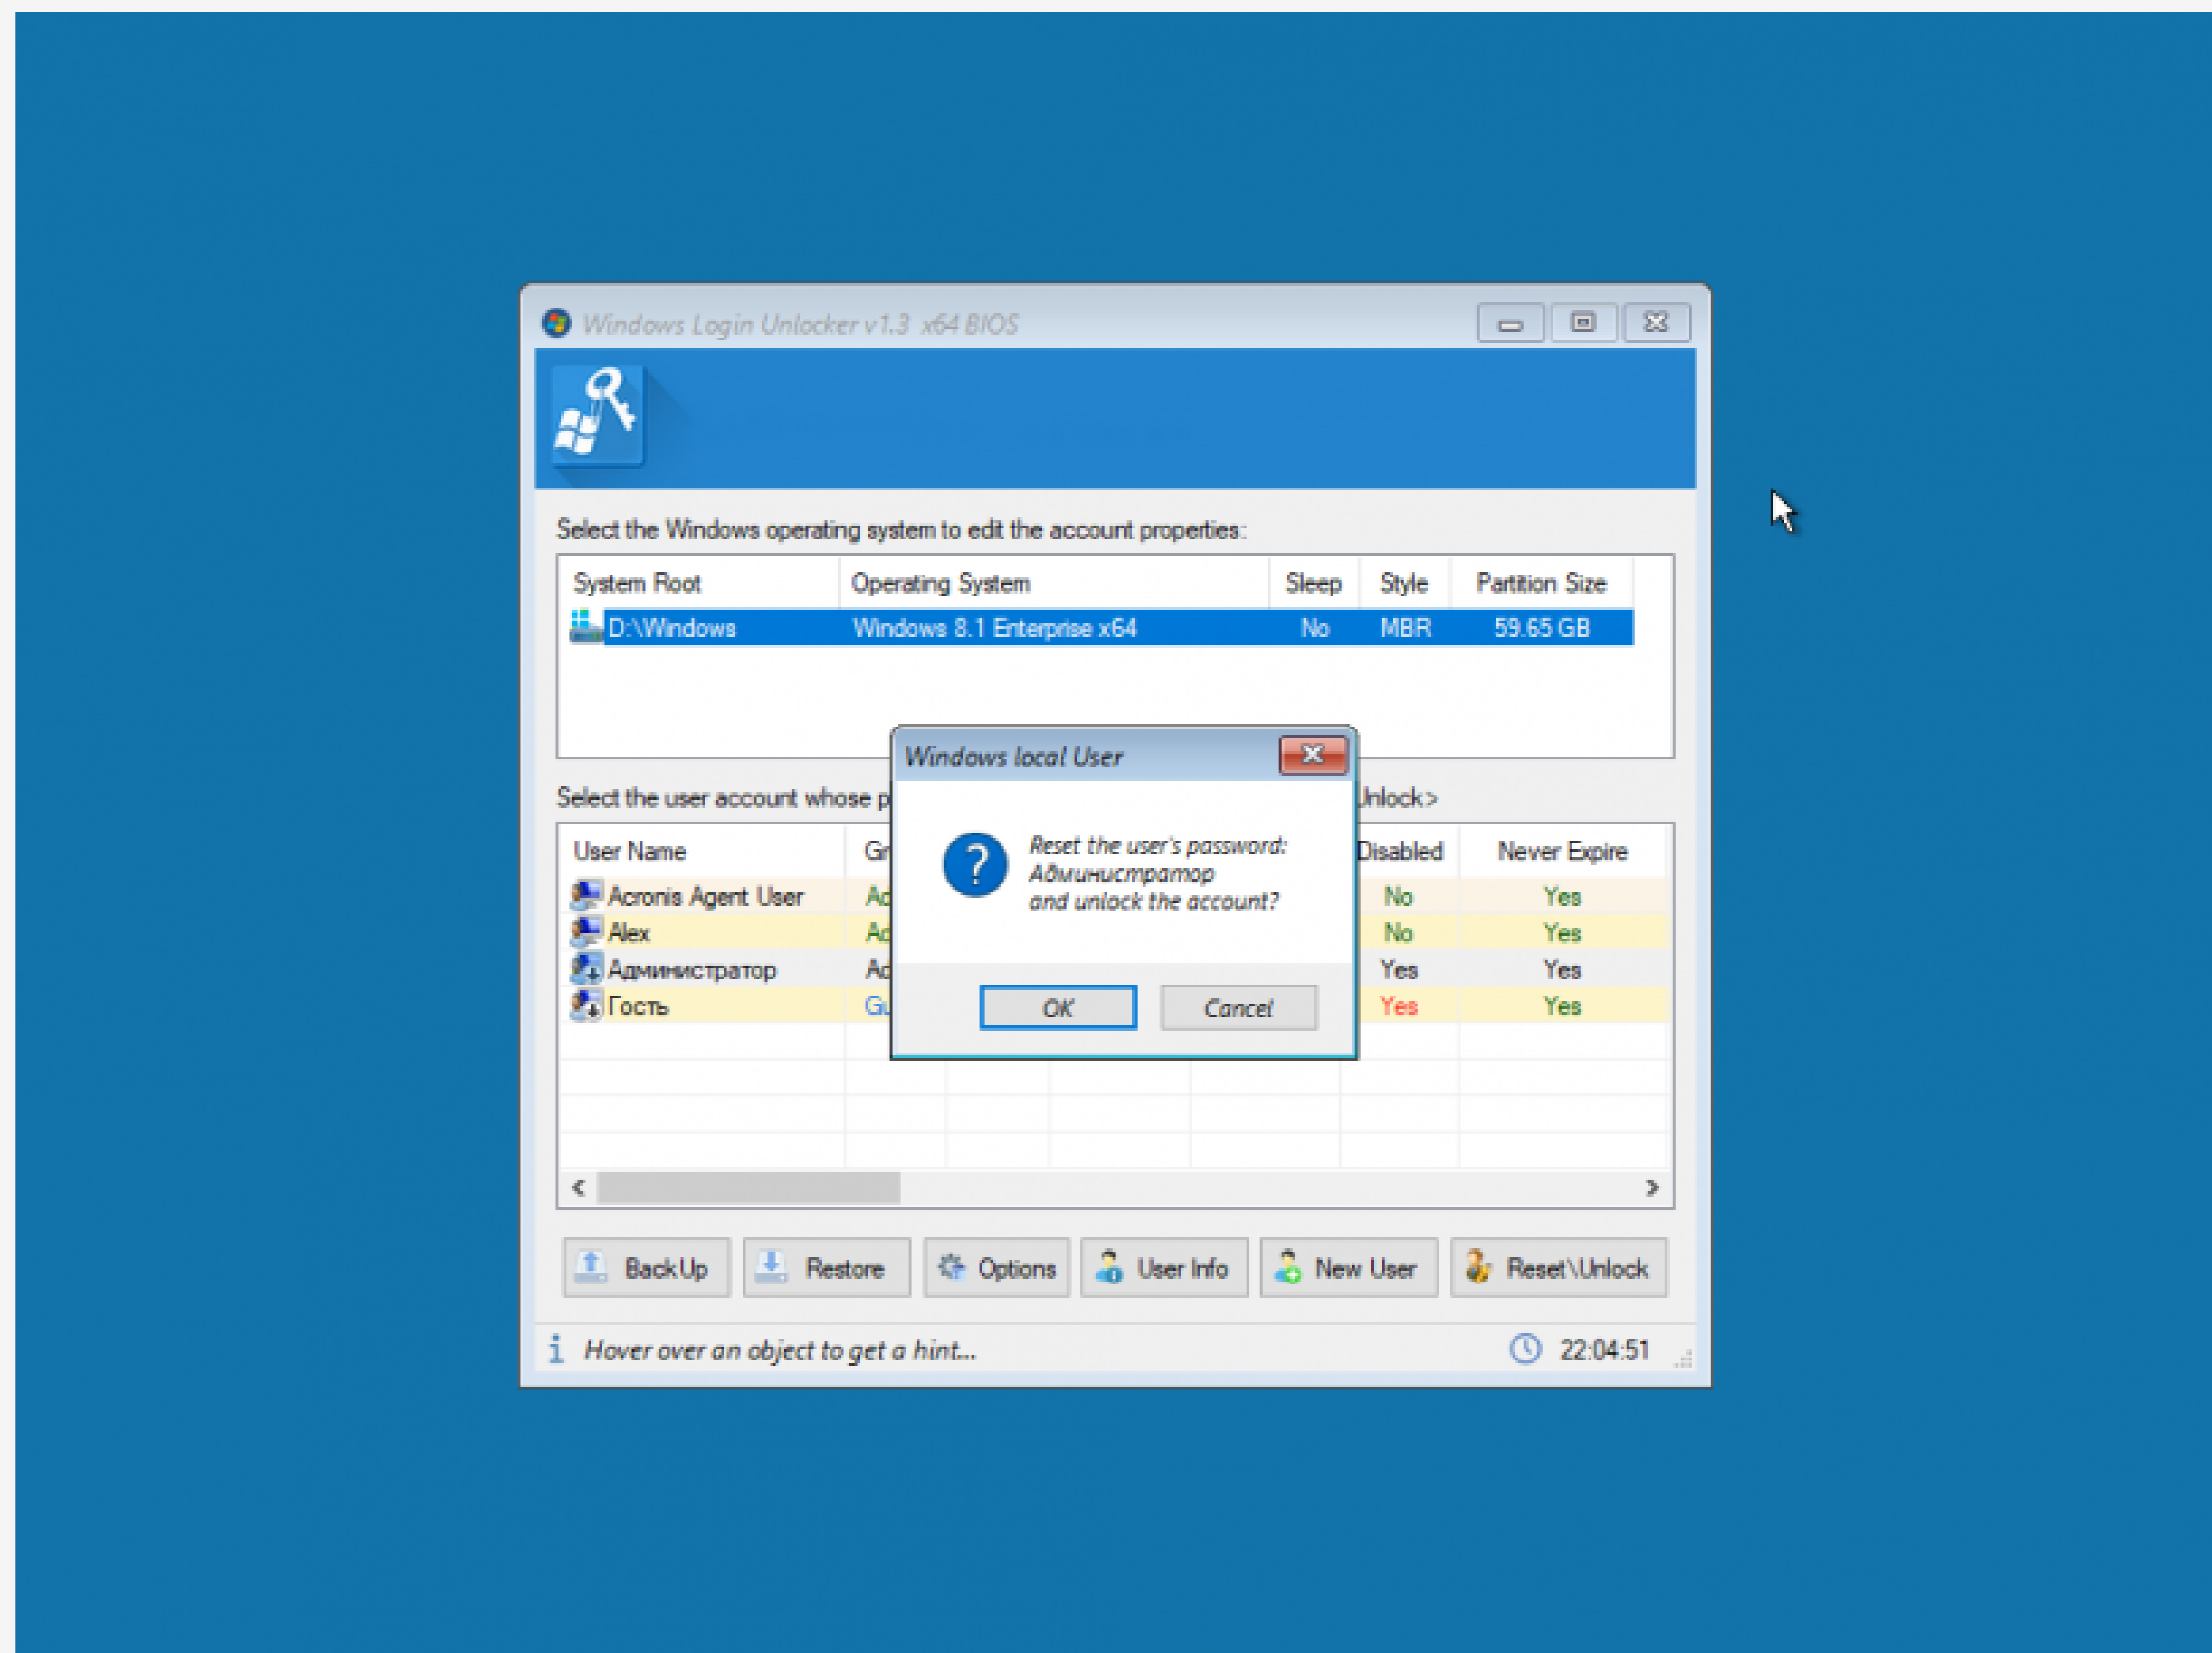 Windows Login Unlocker v1.3 x64 BIOS
Select the Windows operating system to edit the account properties:
System Root Operating System Sleep Style Partition Size
D:\Windows Windows 8.1 Enterprise x64 No MBR 59.65 GB
Windows local User
Select the user account whose p Unlock>
Reset the user's password:
Администратор
and unlock the account?
User Name Gr Disabled Never Expire
Acronis Agent User Ad No Yes
Alex Ad No Yes
Администратор Ad Yes Yes
Гость Gu Yes Yes
OK Cancel
BackUp Restore Options User Info New User Reset\Unlock
Hover over an object to get a hint... 22:04:51